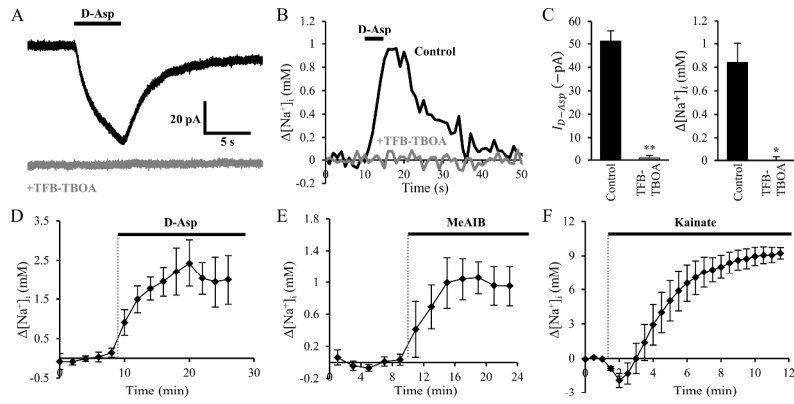 A
D-Asp
20 pA
5 s
+TFB-TBOA
B
D-Asp
Control
+TFB-TBOA
Δ[Na⁺]ᵢ (mM)
1.2
1
0.8
0.6
0.4
0.2
0
-0.2
0 10 20 30 40 50
Time (s)
C
I_D−Asp (−pA)
60
50
40
30
20
10
0
**
Control
TFB-
TBOA
Δ[Na⁺]ᵢ (mM)
1.2
1
0.8
0.6
0.4
0.2
0
*
Control
TFB-
TBOA
D
D-Asp
Δ[Na⁺]ᵢ (mM)
3.5
2.5
1.5
0.5
-0.5
0 10 20 30
Time (min)
E
MeAIB
Δ[Na⁺]ᵢ (mM)
1.8
1.4
1
0.6
0.2
-0.2
0 4 8 12 16 20 24
Time (min)
F
Kainate
Δ[Na⁺]ᵢ (mM)
12
9
6
3
0
-3
0 2 4 6 8 10 12
Time (min)